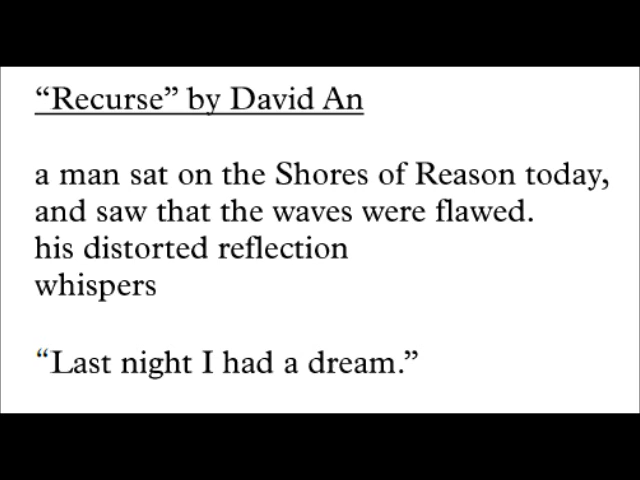 “Recurse” by David An
a man sat on the Shores of Reason today,
and saw that the waves were flawed.
his distorted reflection
whispers
“Last night I had a dream.”